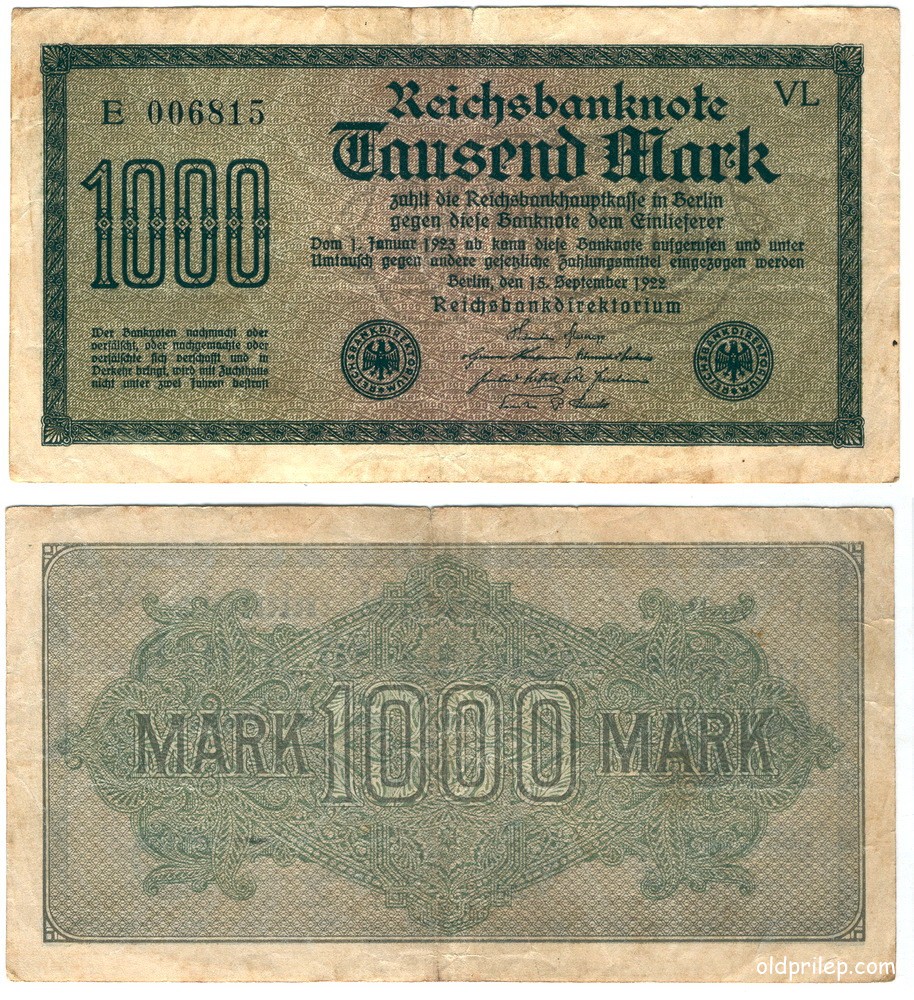 E 006815
VL
Reichsbanknote
Tausend Mark
1000
zahlt die Reichsbankhauptkasse in Berlin
gegen diese Banknote dem Einlieferer
Dom 1. Januar 1923 ab kann diese Banknote aufgerufen und unter
Umtausch gegen andere gesetzliche Zahlungsmittel eingezogen werden
Berlin, den 15. September 1922
Reichsbankdirektorium
Wer Banknoten nachmacht oder
verfälscht, oder nachgemachte oder
verfälschte sich verschafft und in
Verkehr bringt, wird mit Zuchthaus
nicht unter zwei Jahren bestraft
REICHSBANKDIREKTORIUM
REICHSBANKDIREKTORIUM
MARK 1000 MARK
oldprilep.com